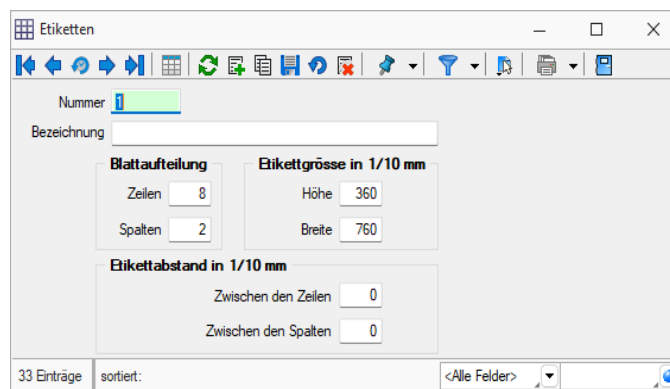 Etiketten
Nummer 1
Bezeichnung
Blattaufteilung
Etikettgrösse in 1/10 mm
Zeilen 8
Höhe 360
Spalten 2
Breite 760
Etikettabstand in 1/10 mm
Zwischen den Zeilen 0
Zwischen den Spalten 0
33 Einträge sortiert: <Alle Felder>